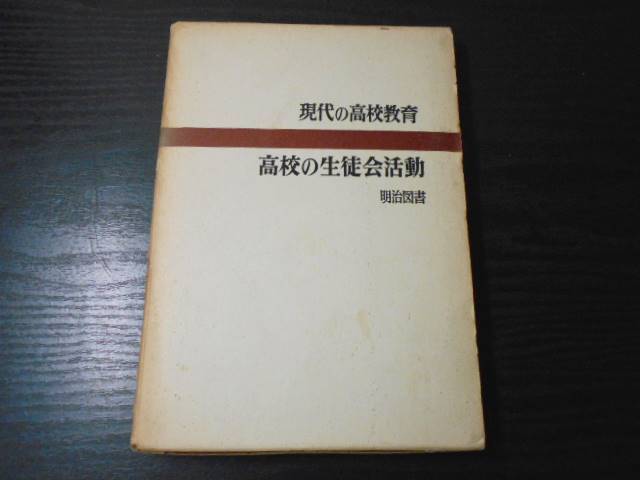 現代の高校教育
高校の生徒会活動
明治図書